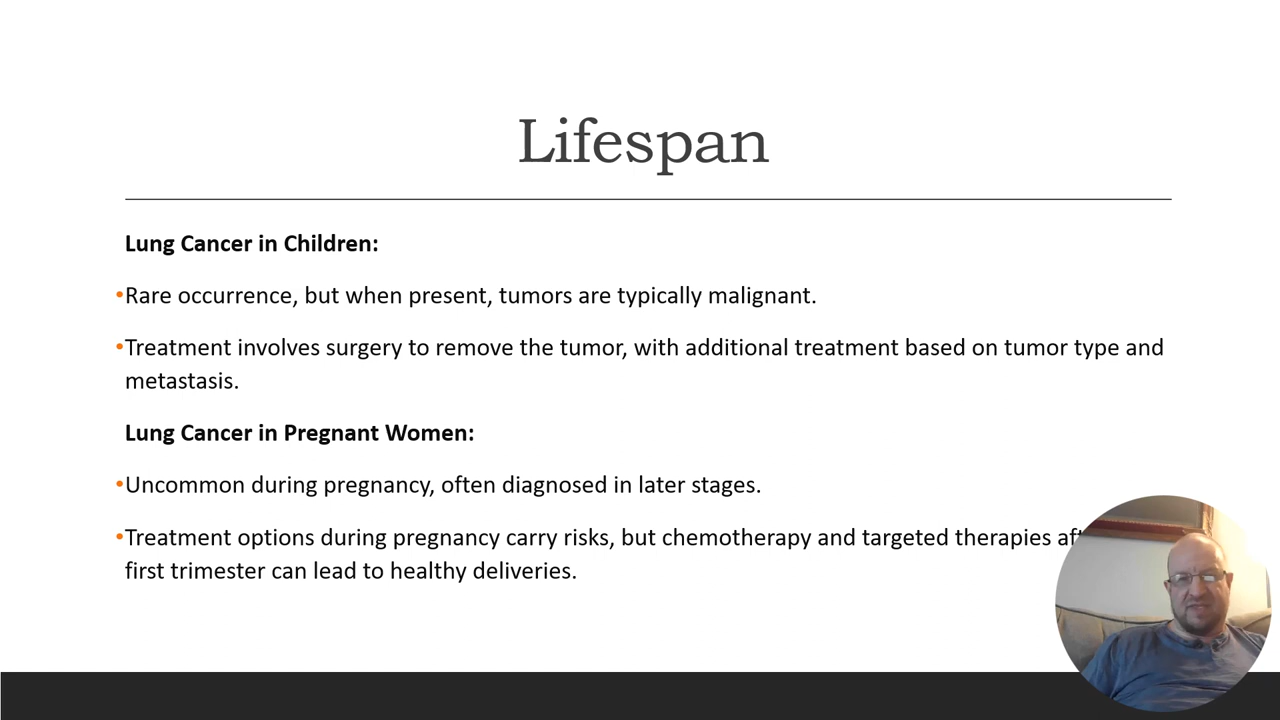 Lifespan
Lung Cancer in Children:
•Rare occurrence, but when present, tumors are typically malignant.
•Treatment involves surgery to remove the tumor, with additional treatment based on tumor type and
metastasis.
Lung Cancer in Pregnant Women:
•Uncommon during pregnancy, often diagnosed in later stages.
•Treatment options during pregnancy carry risks, but chemotherapy and targeted therapies
first trimester can lead to healthy deliveries.